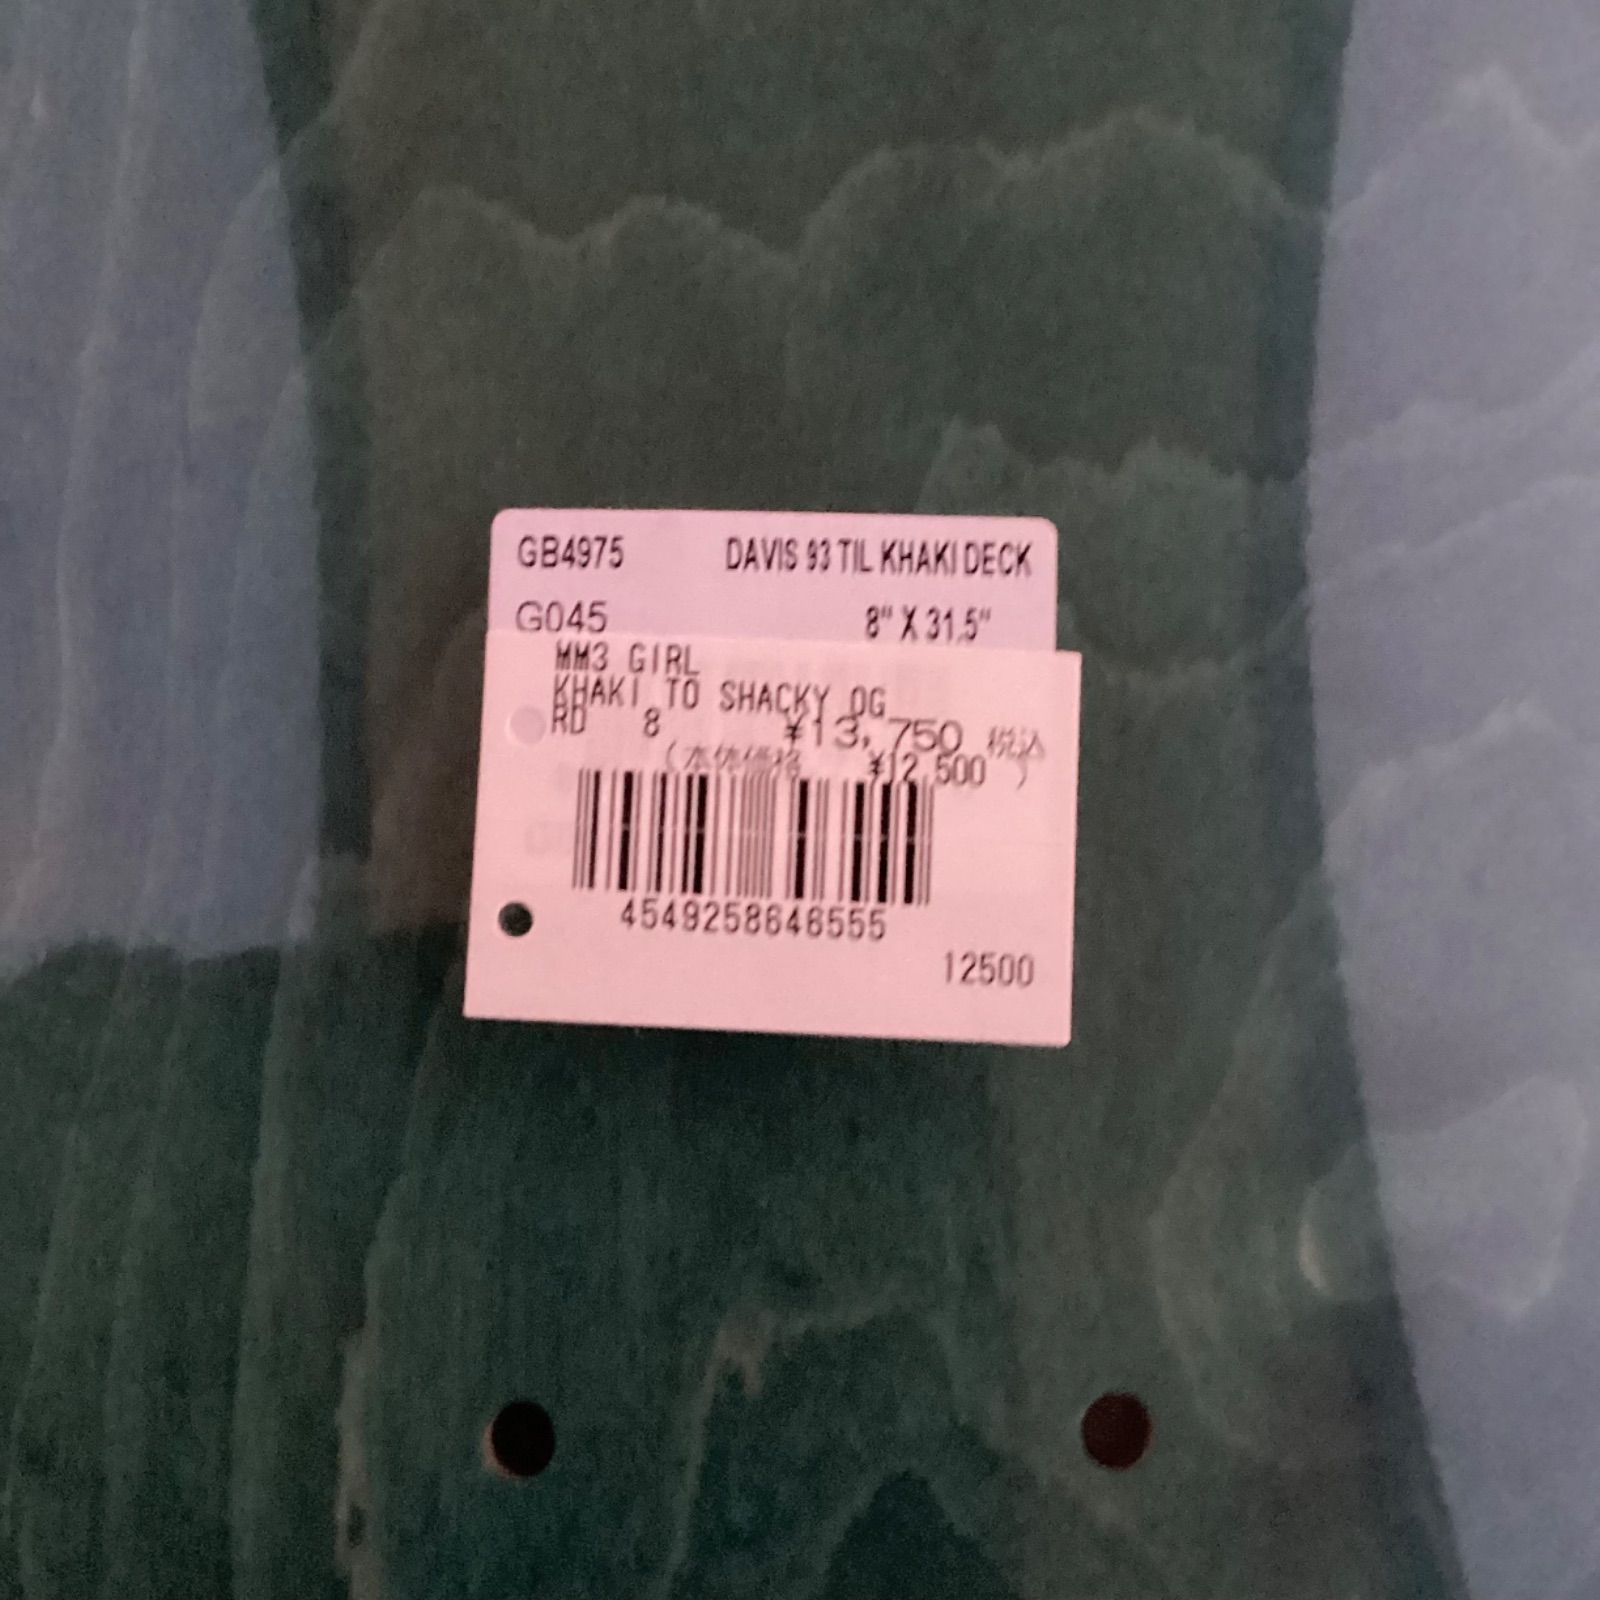 GB4975 DAVIS 93 TIL KHAKI DECK
G045 8" X 31.5"
MM3 GIRL
KHAKI TO SHACKY OG
RD 8 ¥13,750 税込
(本体価格 ¥12,500 )
4549258646555
12500